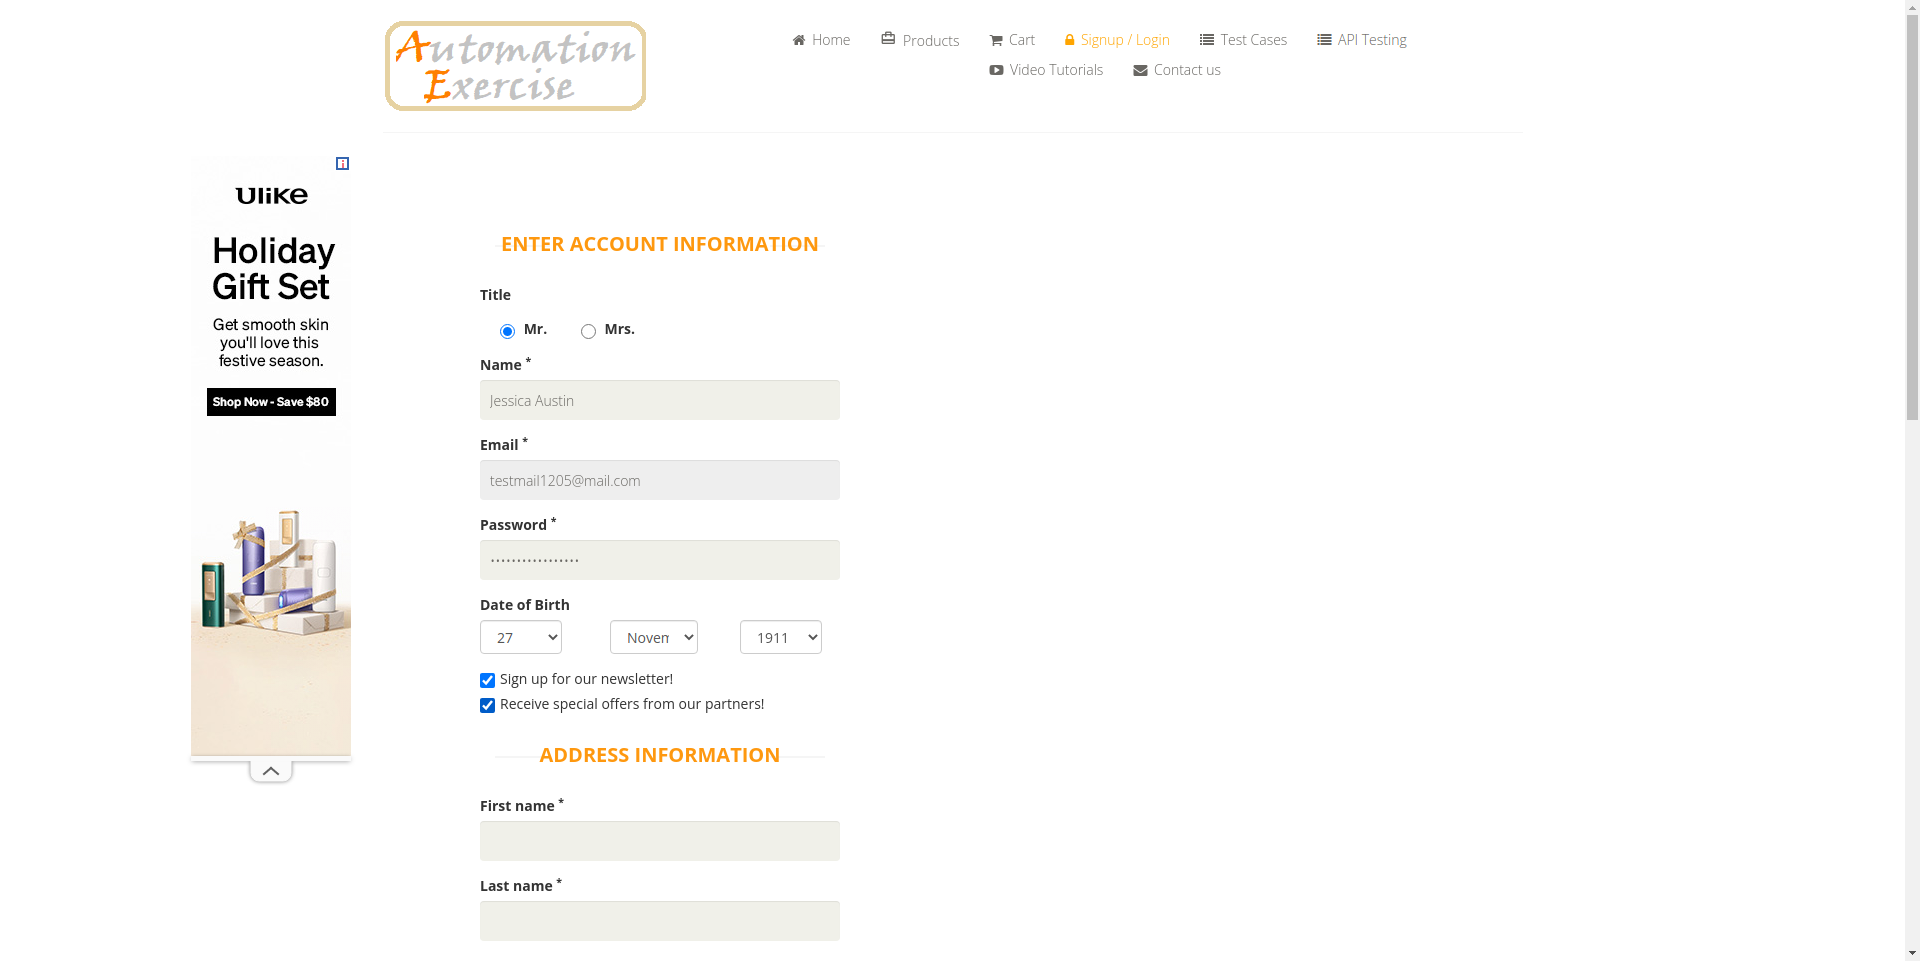 Automation
Exercise
Home
Products
Cart
Signup / Login
Test Cases
API Testing
Video Tutorials
Contact us
Ulike
Holiday
Gift Set
Get smooth skin
you'll love this
festive season.
Shop Now - Save $80
ENTER ACCOUNT INFORMATION
Title
Mr.
Mrs.
Name *
Jessica Austin
Email *
testmail1205@mail.com
Password *
•••••••••••••••••
Date of Birth
27
Novem
1911
Sign up for our newsletter!
Receive special offers from our partners!
ADDRESS INFORMATION
First name *
Last name *